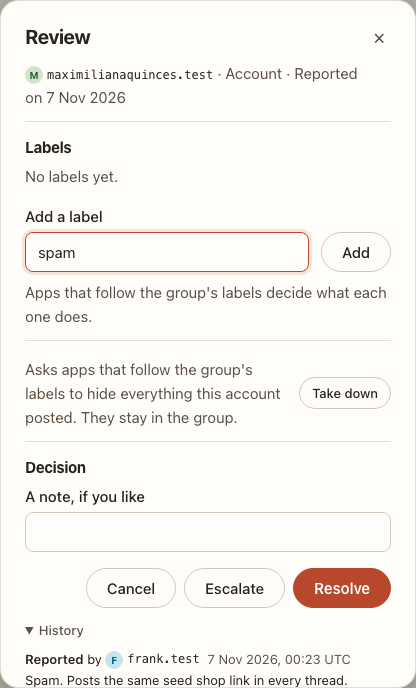 Review ×
M maximilianaquinces.test · Account · Reported
on 7 Nov 2026
Labels
No labels yet.
Add a label
spam Add
Apps that follow the group's labels decide what each
one does.
Asks apps that follow the group's
labels to hide everything this account
posted. They stay in the group.
Take down
Decision
A note, if you like
Cancel Escalate Resolve
▼ History
Reported by F frank.test 7 Nov 2026, 00:23 UTC
Spam. Posts the same seed shop link in every thread.